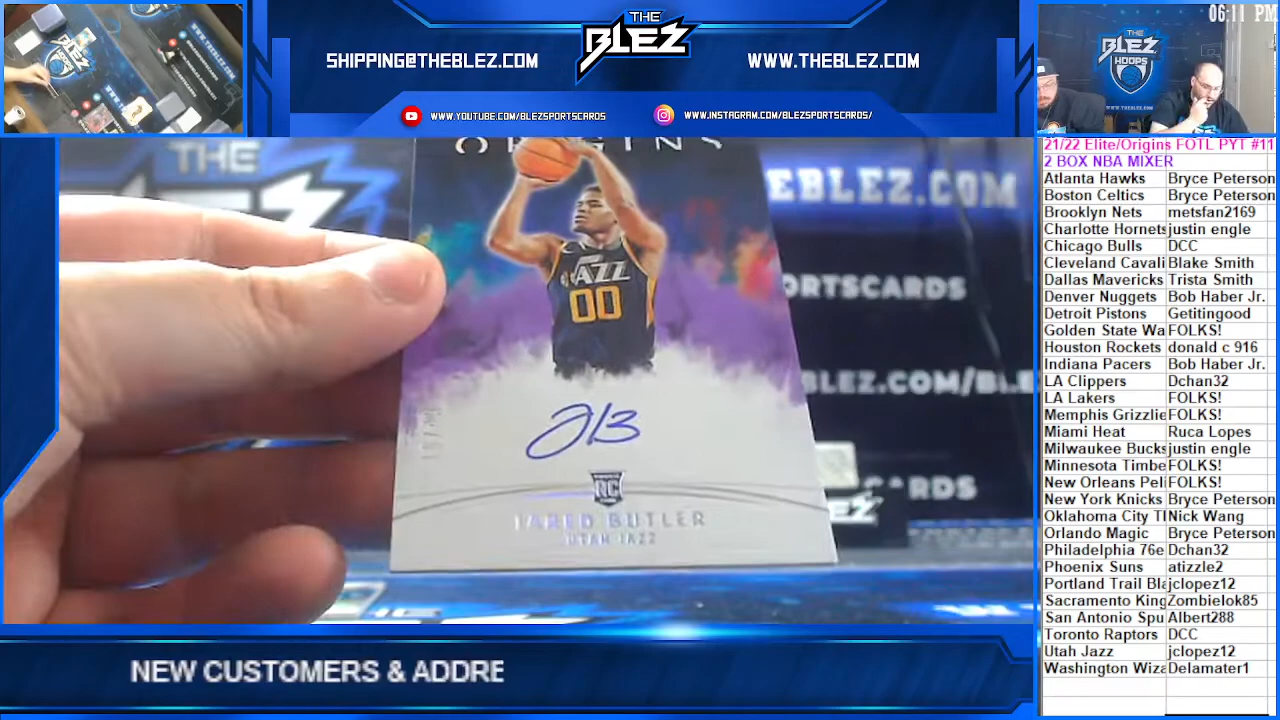 06:11 PM
THE
BLEZ
SHIPPING@THEBLEZ.COM
WWW.THEBLEZ.COM
WWW.YOUTUBE.COM/BLEZSPORTSCARDS
WWW.INSTAGRAM.COM/BLEZSPORTSCARDS/
THE
BLEZ
HOOPS
21/22 Elite/Origins FOTL PYT #11
2 BOX NBA MIXER
Atlanta Hawks Bryce Peterson
Boston Celtics Bryce Peterson
Brooklyn Nets metsfan2169
Charlotte Hornets justin engle
Chicago Bulls DCC
Cleveland Cavali Blake Smith
Dallas Mavericks Trista Smith
Denver Nuggets Bob Haber Jr.
Detroit Pistons Getitingood
Golden State Wa FOLKS!
Houston Rockets donald c 916
Indiana Pacers Bob Haber Jr.
LA Clippers Dchan32
LA Lakers FOLKS!
Memphis Grizzlie FOLKS!
Miami Heat Ruca Lopes
Milwaukee Bucks justin engle
Minnesota Timbe FOLKS!
New Orleans Peli FOLKS!
New York Knicks Bryce Peterson
Oklahoma City Tl Nick Wang
Orlando Magic Bryce Peterson
Philadelphia 76e Dchan32
Phoenix Suns atizzle2
Portland Trail Bla jclopez12
Sacramento King Zombielok85
San Antonio Spu Albert288
Toronto Raptors DCC
Utah Jazz jclopez12
Washington Wiza Delamater1
ORIGINS
THE
EBLEZ.COM
ORTSCARDS
LEZ.COM/BL
CARDS
JAZZ
00
RC
JARED BUTLER
UTAH JAZZ
NEW CUSTOMERS & ADDRE